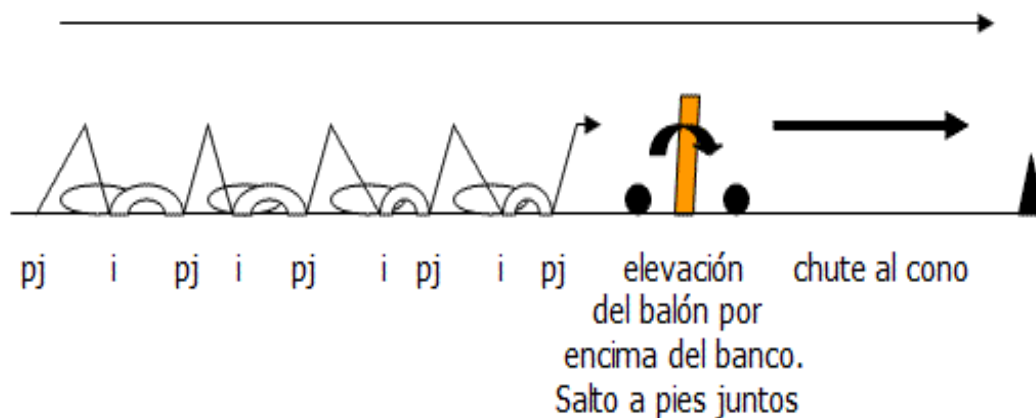 pj i pj i pj i pj i pj elevación chute al cono
del balón por
encima del banco.
Salto a pies juntos